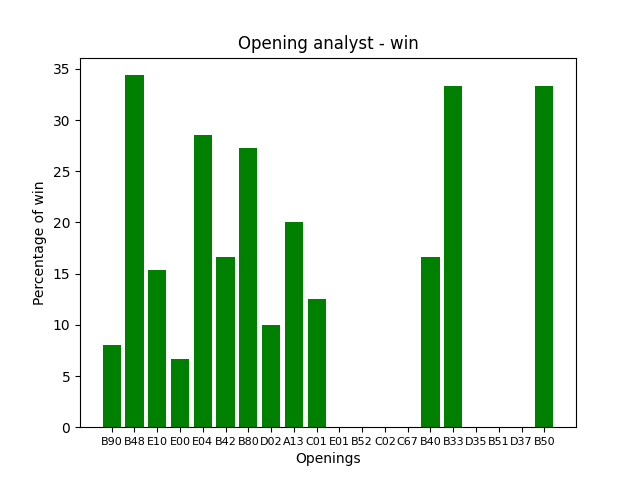 Opening analyst - win
Percentage of win
35
30
25
20
15
10
5
0
B90 B48 E10 E00 E04 B42 B80 D02 A13 C01 E01 B52 C02 C67 B40 B33 D35 B51 D37 B50
Openings